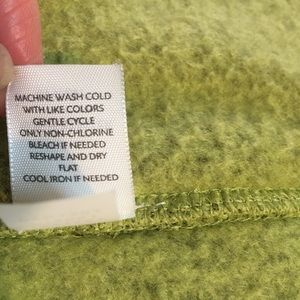 MACHINE WASH COLD
WITH LIKE COLORS
GENTLE CYCLE
ONLY NON-CHLORINE
BLEACH IF NEEDED
RESHAPE AND DRY
FLAT
COOL IRON IF NEEDED